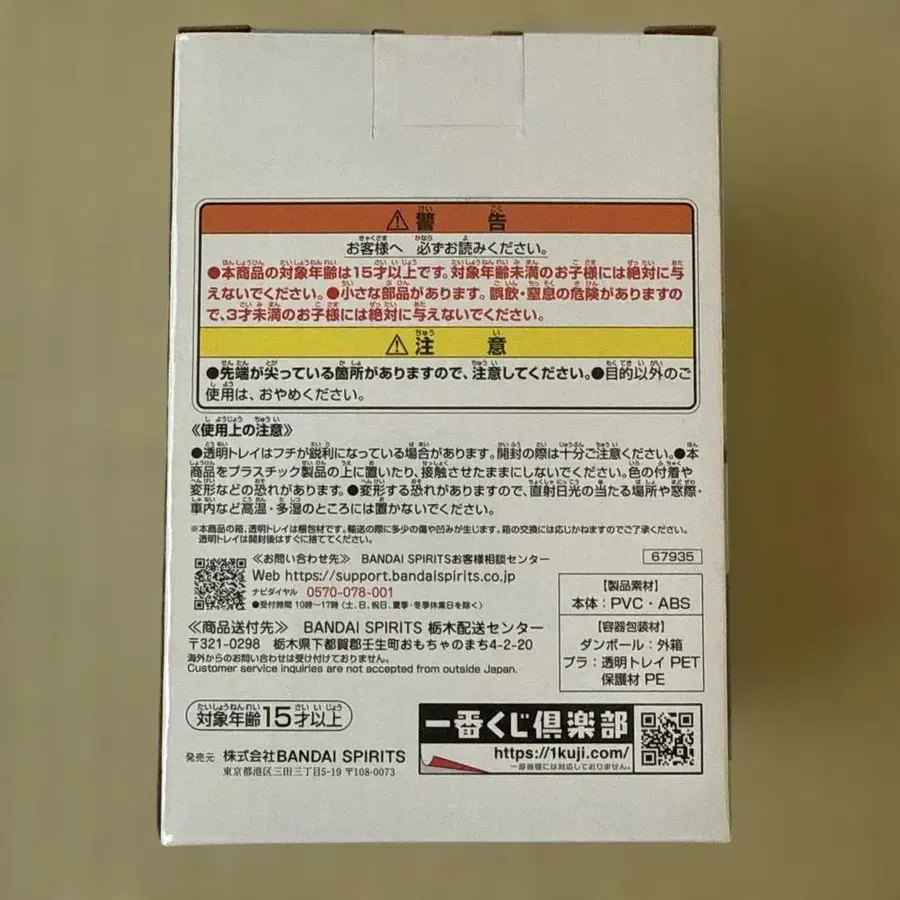 ⚠警告
お客様へ 必ずお読みください。
●本商品の対象年齢は15才以上です。対象年齢未満のお子様には絶対に与
えないでください。●小さな部品があります。誤飲・窒息の危険がありますの
で、3才未満のお子様には絶対に与えないでください。
⚠注意
●先端が尖っている箇所がありますので、注意してください。●目的以外のご
使用は、おやめください。
《使用上の注意》
●透明トレイはフチが鋭利になっている場合があります。開封の際は十分ご注意ください。●本
商品をプラスチック製品の上に置いたり、接触させたままにしないでください。色の付着や
変形などの恐れがあります。●変形する恐れがありますので、直射日光の当たる場所や窓際・
車内など高温・多湿のところには置かないでください。
※本商品の箱、透明トレイは梱包材です。輸送の際に多少の傷や凹みが生じます。箱の交換には応じかねますのでご了承ください。
透明トレイは開封後はすぐに捨ててください。
《お問い合わせ先》 BANDAI SPIRITSお客様相談センター
67935
Web https://support.bandaispirits.co.jp
ナビダイヤル 0570-078-001
●受付時間 10時~17時 (土、日、祝日、夏季・冬季休業日を除く)
《商品送付先》 BANDAI SPIRITS 栃木配送センター
〒321-0298 栃木県下都賀郡壬生町おもちゃのまち4-2-20
海外からのお問い合わせは受け付けておりません。
Customer service inquiries are not accepted from outside Japan.
【製品素材】
本体:PVC・ABS
【容器包装材】
ダンボール:外箱
プラ:透明トレイ PET
保護材 PE
対象年齢15才以上
発売元 株式会社BANDAI SPIRITS
東京都港区三田三丁目5-19 〒108-0073
一番くじ倶楽部
https://1kuji.com/
一部機種には対応しておりません。